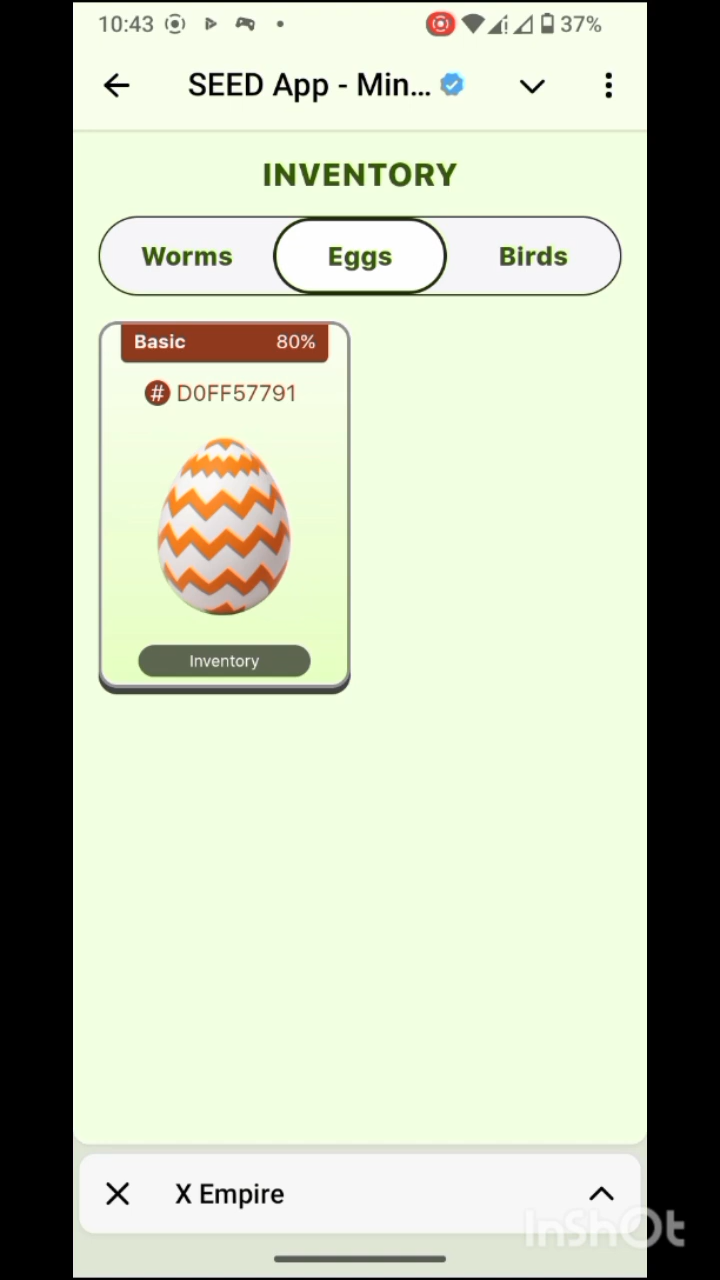 10:43 37%
SEED App - Min...
INVENTORY
Worms Eggs Birds
Basic 80%
# D0FF57791
Inventory
X Empire
InShOt